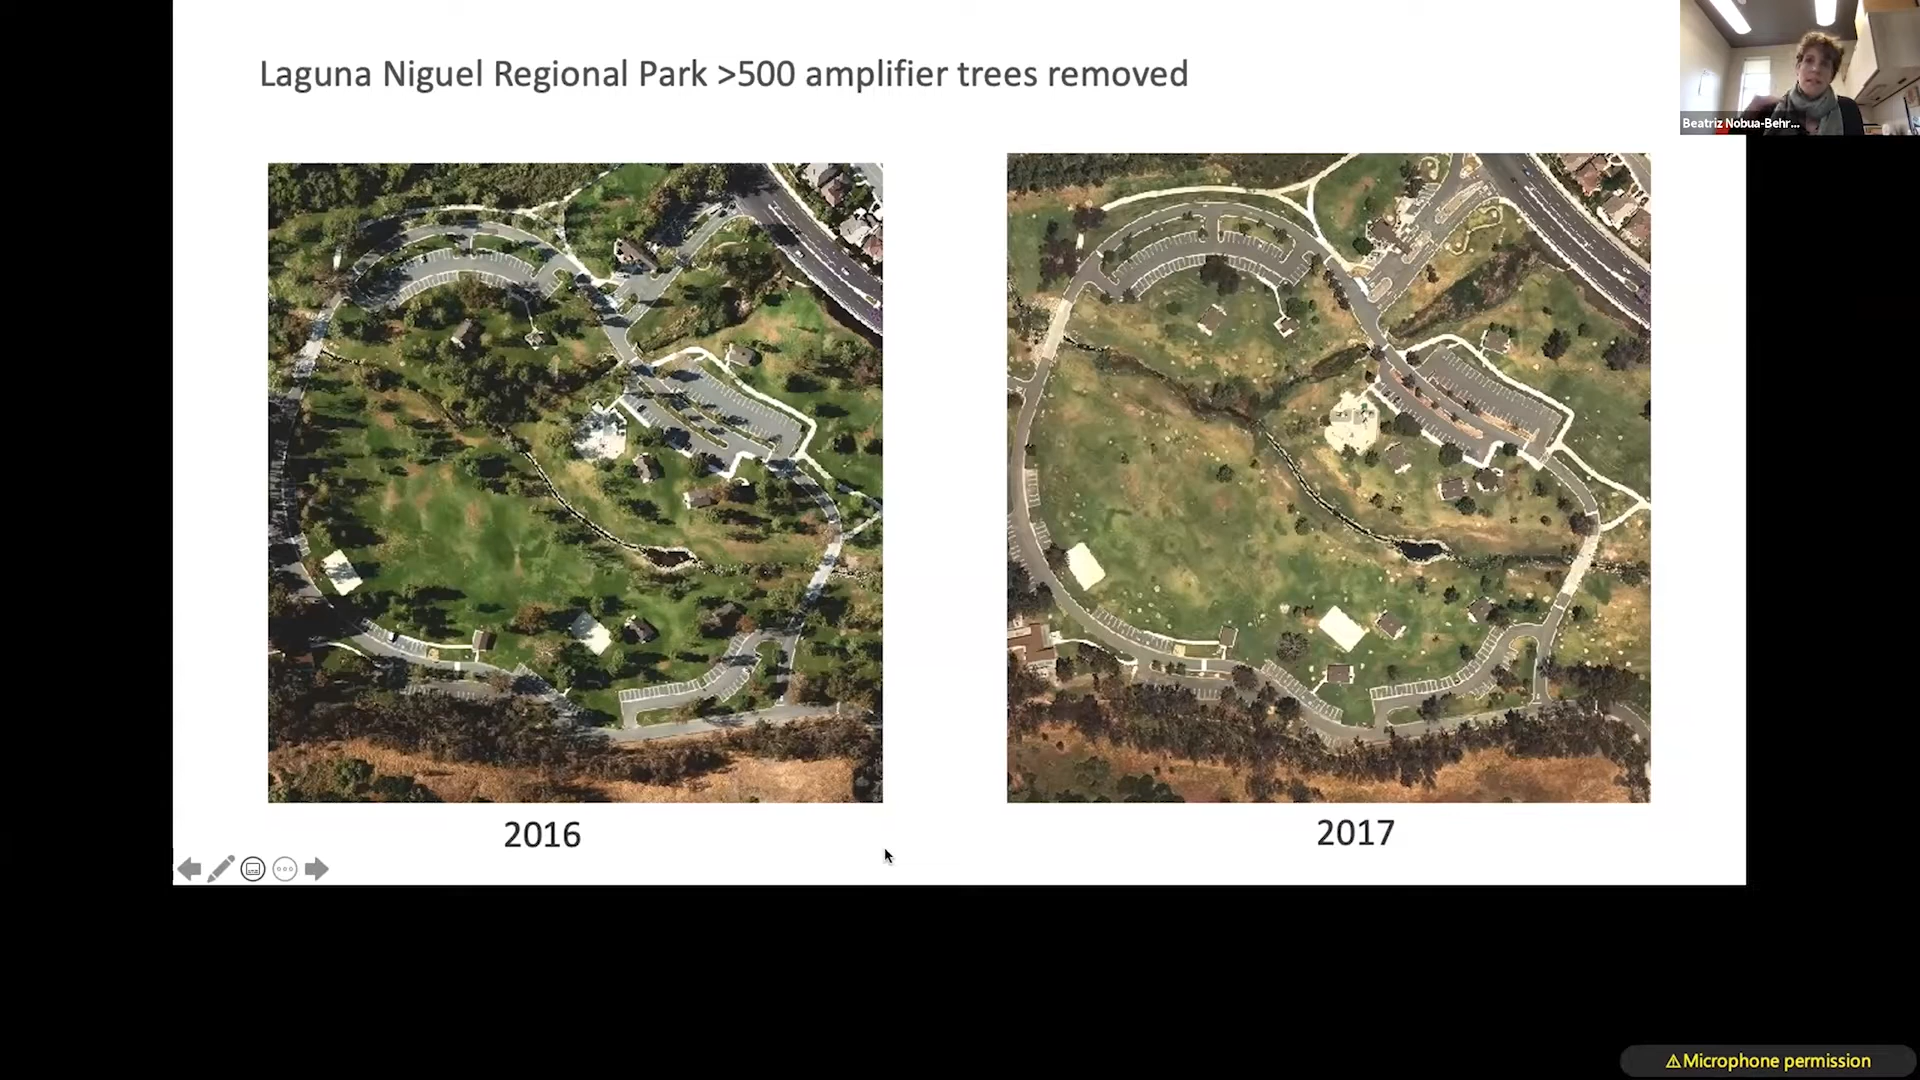 Laguna Niguel Regional Park >500 amplifier trees removed
Beatriz Nobua-Behr...
2016
2017
⚠Microphone permission